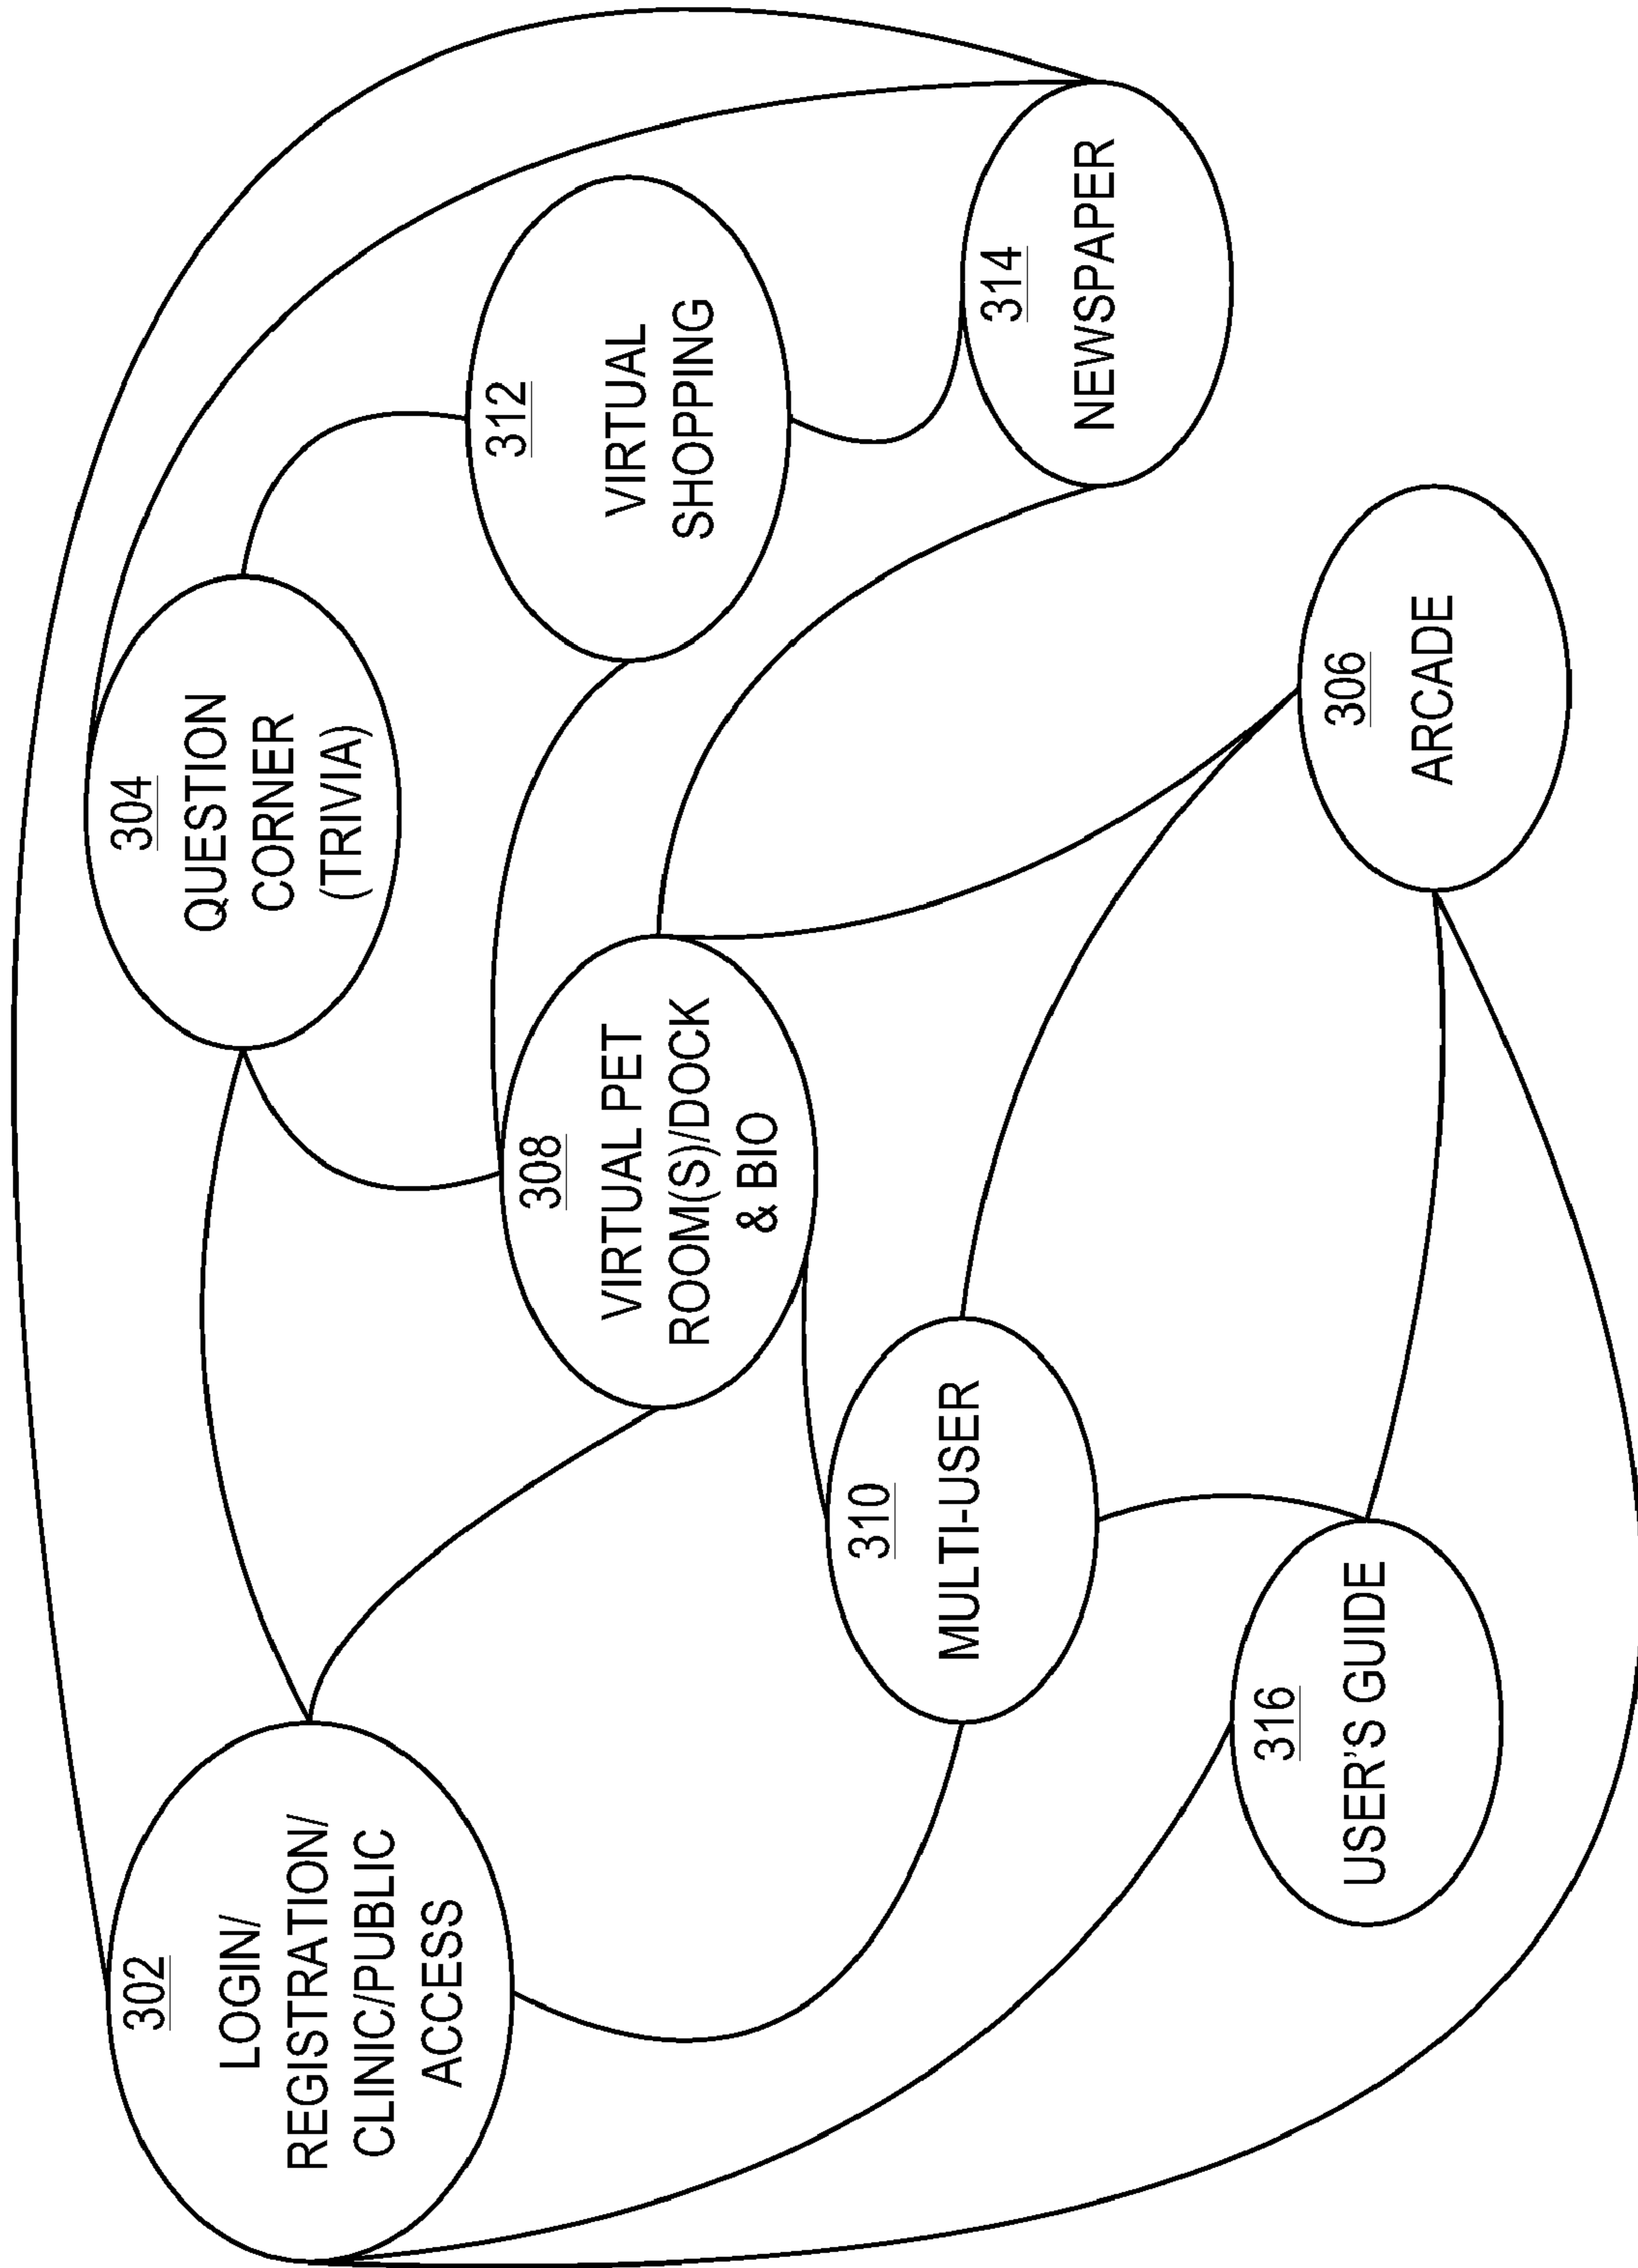 302
LOGIN/
REGISTRATION/
CLINIC/PUBLIC
ACCESS
304
QUESTION
CORNER
(TRIVIA)
308
VIRTUAL PET
ROOM(S)/DOCK
& BIO
312
VIRTUAL
SHOPPING
310
MULTI-USER
314
NEWSPAPER
316
USER'S GUIDE
306
ARCADE